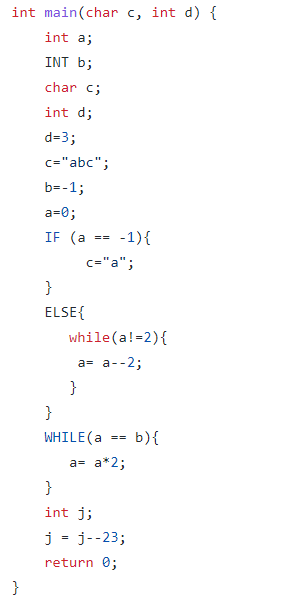 int main(char c, int d) {
    int a;
    INT b;
    char c;
    int d;
    d=3;
    c="abc";
    b=-1;
    a=0;
    IF (a == -1){
         c="a";
    }
    ELSE{
       while(a!=2){
        a= a--2;
       }
    }
    WHILE(a == b){
       a= a*2;
    }
    int j;
    j = j--23;
    return 0;
}